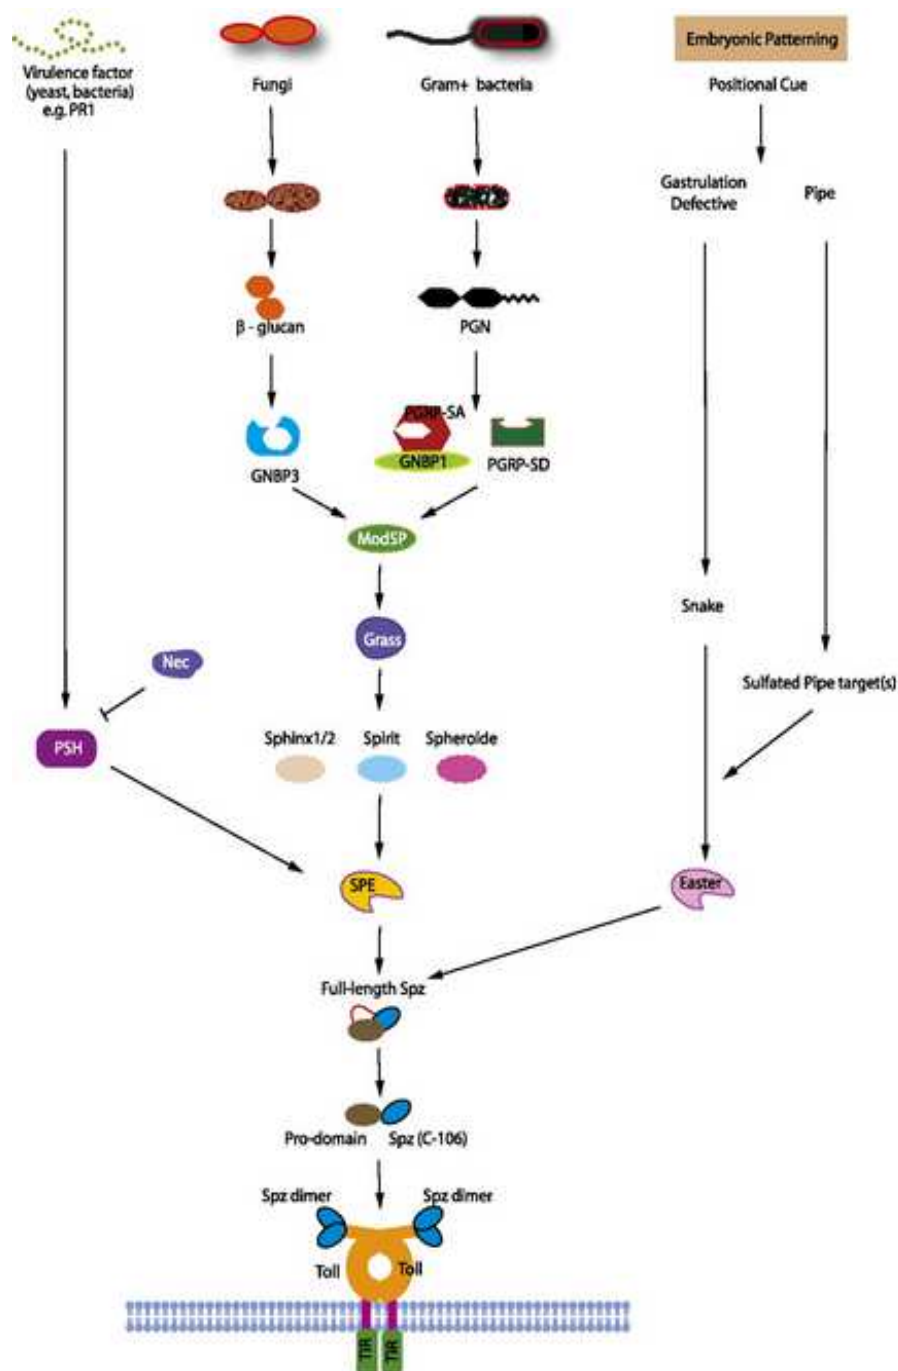 Virulence factor
(yeast, bacteria)
e.g. PR1
Fungi
Gram+ bacteria
Embryonic Patterning
Positional Cue
Gastrulation
Defective
Pipe
β - glucan
PGN
PGRP-SA
GNBP1
GNBP3
PGRP-SD
ModSP
Snake
Grass
Nec
Sulfated Pipe target(s)
PSH
Sphinx1/2
Spirit
Spheroide
SPE
Easter
Full-length Spz
Pro-domain
Spz (C-106)
Spz dimer
Spz dimer
Toll
Toll
TIR
TIR